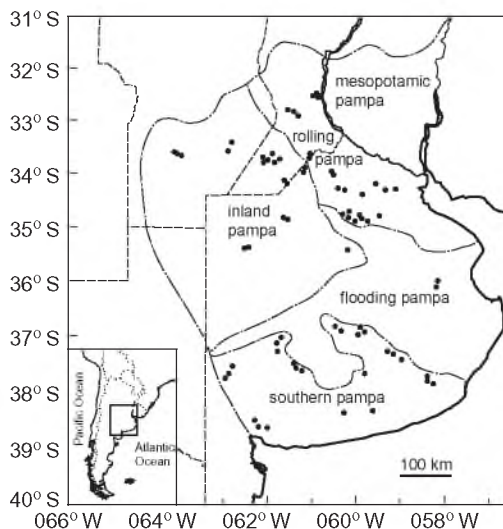 31° S
32° S
33° S
34° S
35° S
36° S
37° S
38° S
39° S
40° S
mesopotamic
pampa
rolling
pampa
inland
pampa
flooding pampa
southern pampa
Pacific Ocean
Atlantic
Ocean
100 km
066° W
064° W
062° W
060° W
058° W